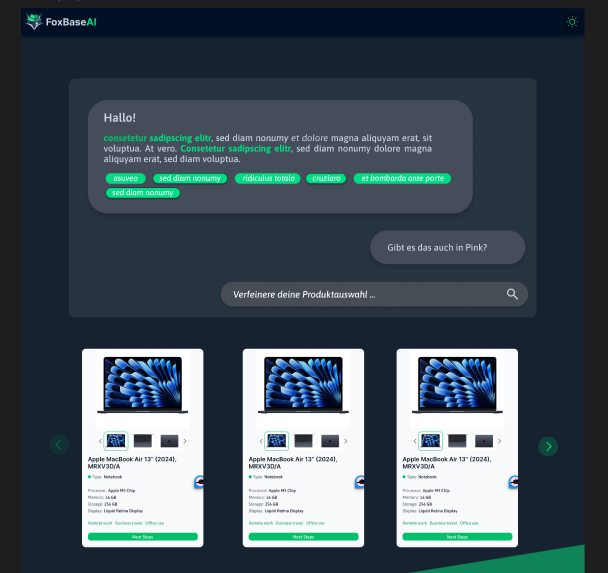 FoxBaseAI
Hallo!
consetetur sadipscing elitr, sed diam nonumy et dolore magna aliquyam erat, sit
voluptua. At vero. Consetetur sadipscing elitr, sed diam nonumy dolore magna
aliquyam erat, sed diam voluptua.
asuveo sed diam nonumy ridiculus totalo cruziaro et bombarda ante porte
sed diam nonumy
Gibt es das auch in Pink?
Verfeinere deine Produktauswahl ...
Apple MacBook Air 13" (2024),
MRXV3D/A
Type: Notebook
Processor: Apple M3 Chip
Memory: 16 GB
Storage: 256 GB
Display: Liquid Retina Display
Remote work Business travel Office use
Next Steps
Apple MacBook Air 13" (2024),
MRXV3D/A
Type: Notebook
Processor: Apple M3 Chip
Memory: 16 GB
Storage: 256 GB
Display: Liquid Retina Display
Remote work Business travel Office use
Next Steps
Apple MacBook Air 13" (2024),
MRXV3D/A
Type: Notebook
Processor: Apple M3 Chip
Memory: 16 GB
Storage: 256 GB
Display: Liquid Retina Display
Remote work Business travel Office use
Next Steps